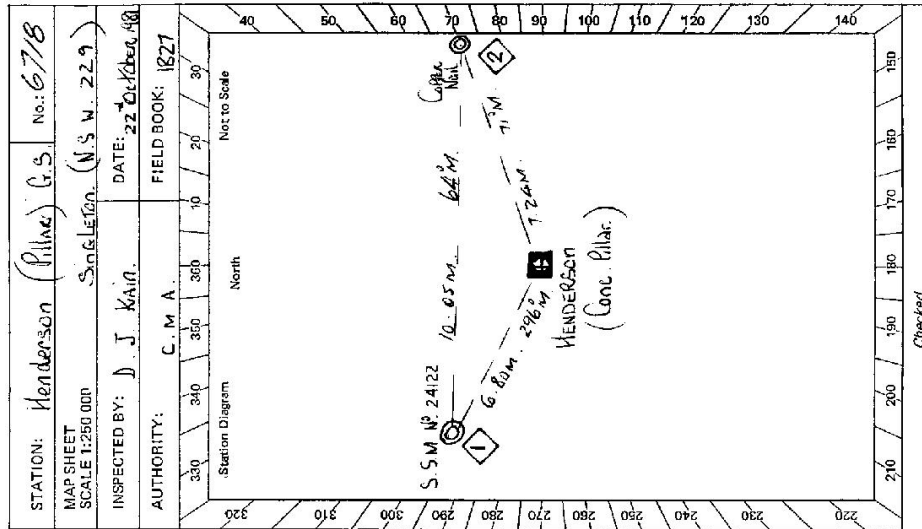 STATION: Henderson (Pillar) G.S. No.: 6718
MAP SHEET
SCALE 1:250 000 SINGLETON (N.S.W. 229)
INSPECTED BY: D. J. KAIN. DATE: 22nd October 1981
AUTHORITY: C.M.A. FIELD BOOK: 1827
330 340 350 360 10 20 30
Station Diagram North Not to Scale
40
50
60
70
80
90
100
110
120
130
140
150
160
170
180
190
200
210
220
230
240
250
260
270
280
290
300
310
320
S.S.M Nº. 24122
10.05 M. 64°M.
Copper
Nail
1
2
6.80M. 296°M.
7.24M.
HENDERSON
(Conc. Pillar.)
Checked